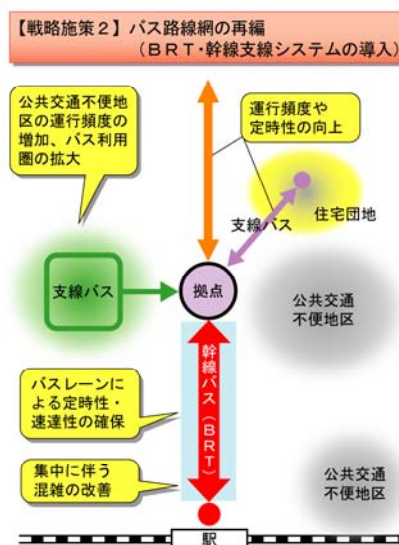 【戦略施策２】バス路線網の再編
（ＢＲＴ・幹線支線システムの導入）
公共交通不便地
区の運行頻度の
増加、バス利用
圏の拡大
運行頻度や
定時性の向上
支線バス
住宅団地
支線バス
拠点
公共交通
不便地区
幹線バス（ＢＲＴ）
バスレーンに
よる定時性・
速達性の確保
集中に伴う
混雑の改善
公共交通
不便地区
駅